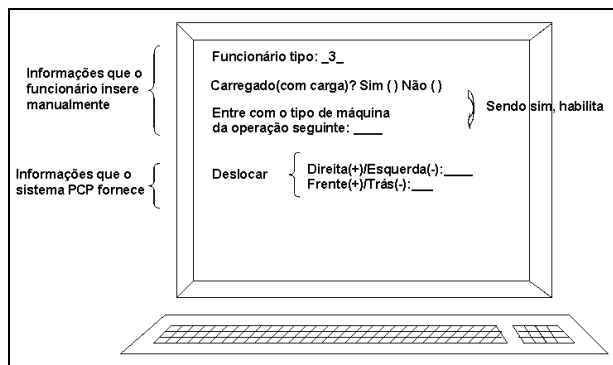 Informações que o
funcionário insere
manualmente
Funcionário tipo: _3_
Carregado(com carga)? Sim ( ) Não ( )
Entre com o tipo de máquina
da operação seguinte: ____
Sendo sim, habilita
Informações que o
sistema PCP fornece
Deslocar
Direita(+)/Esquerda(-):____
Frente(+)/Trás(-):___